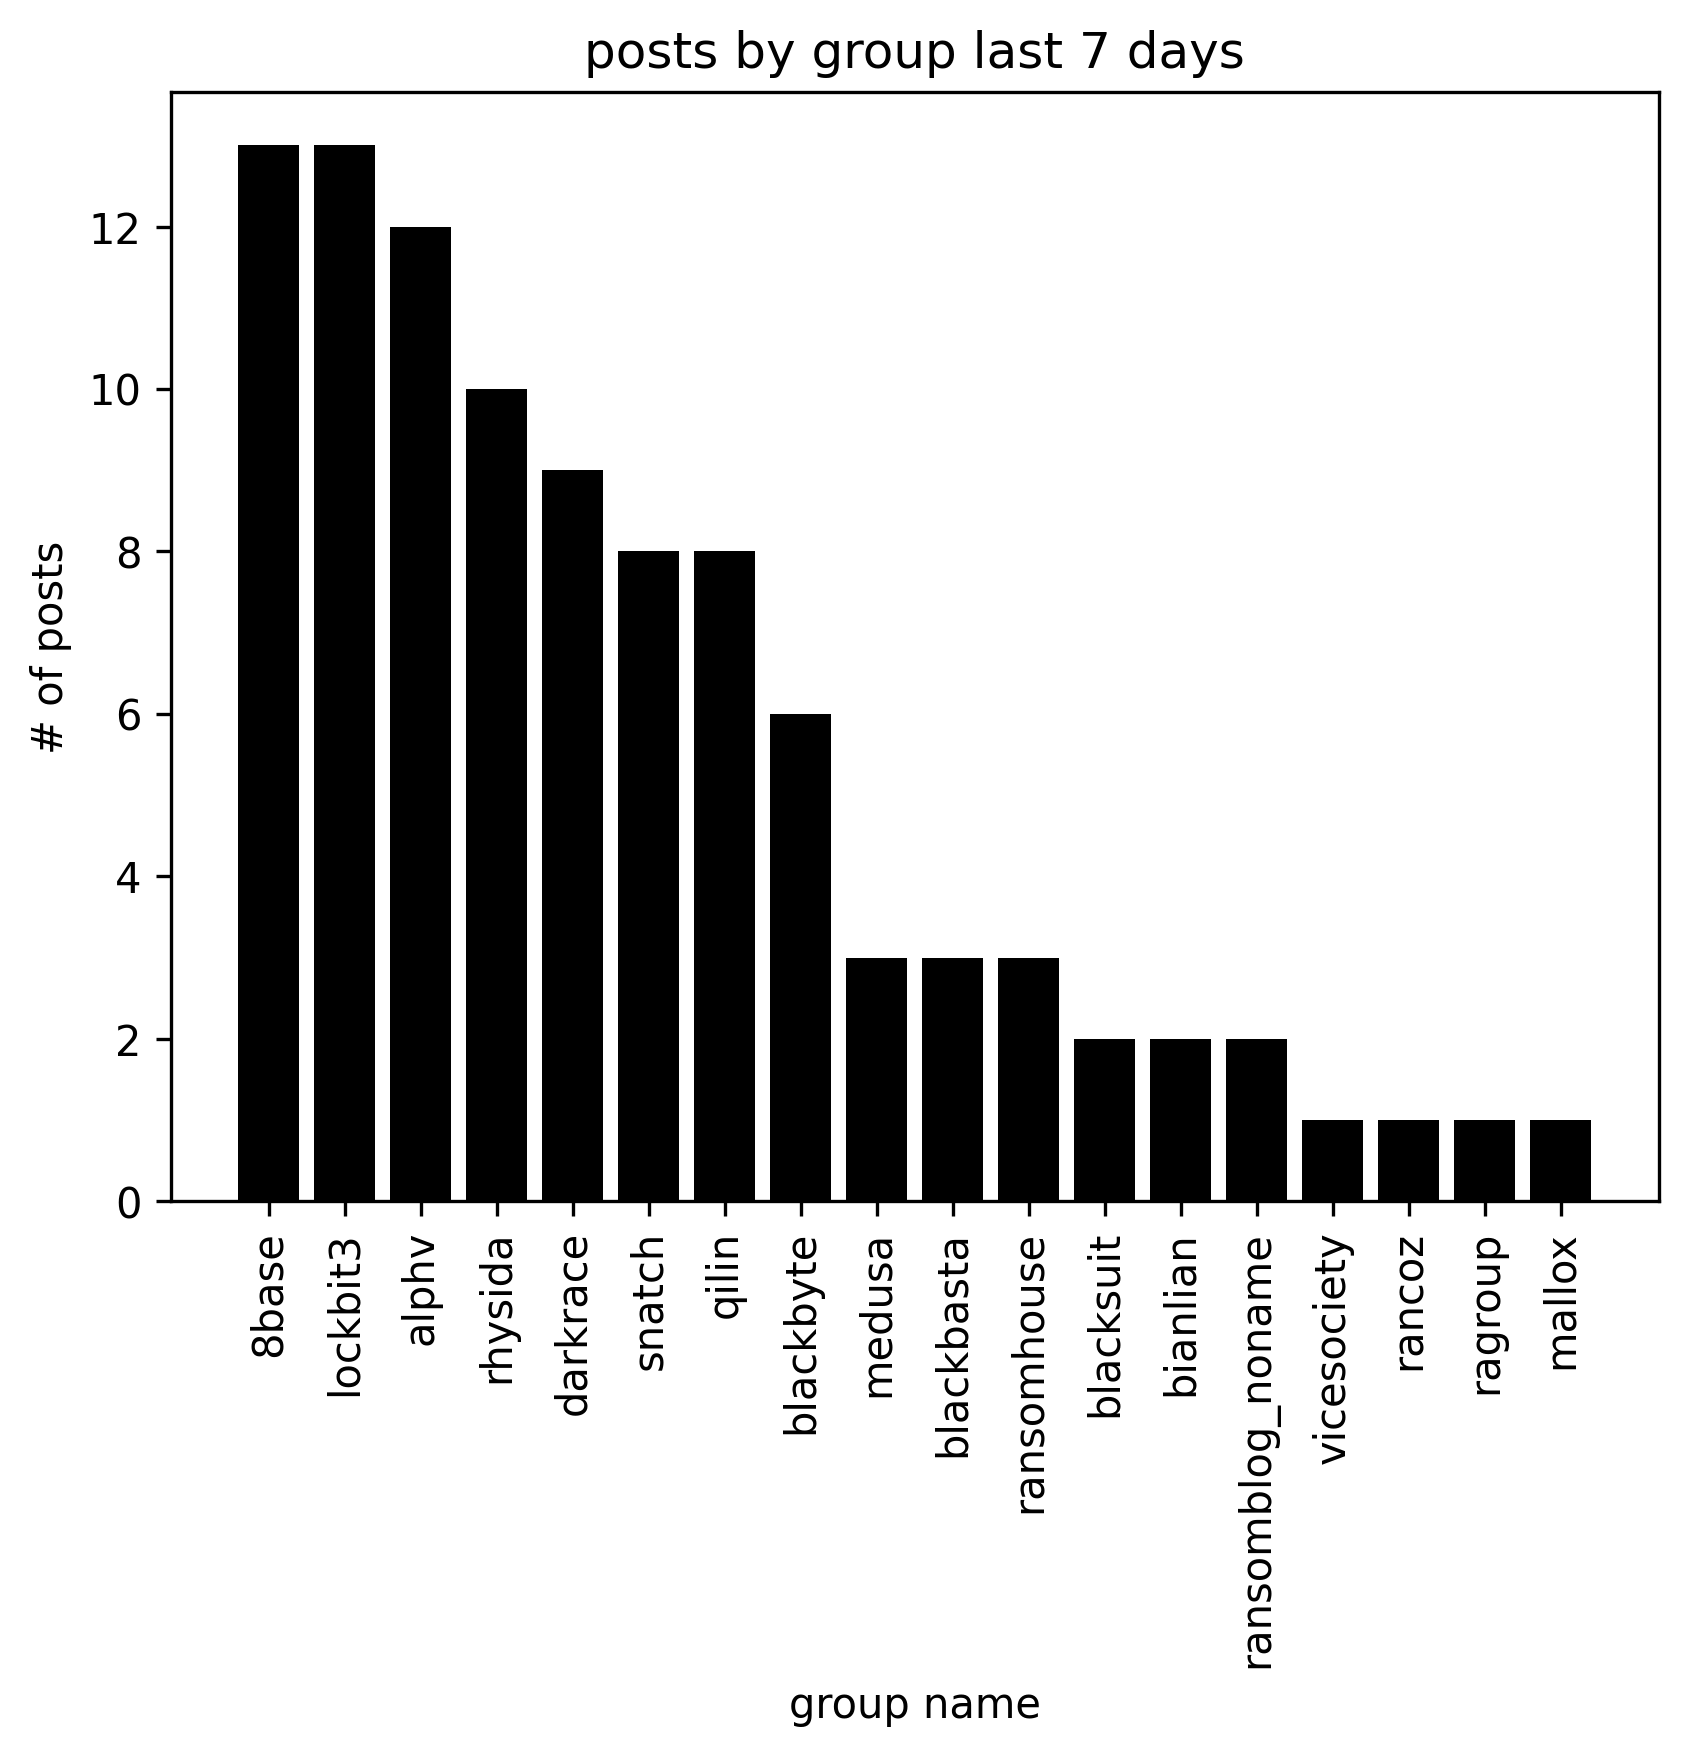 posts by group last 7 days
# of posts
12
10
8
6
4
2
0
8base
lockbit3
alphv
rhysida
darkrace
snatch
qilin
blackbyte
medusa
blackbasta
ransomhouse
blacksuit
bianlian
ransomblog_noname
vicesociety
rancoz
ragroup
mallox
group name